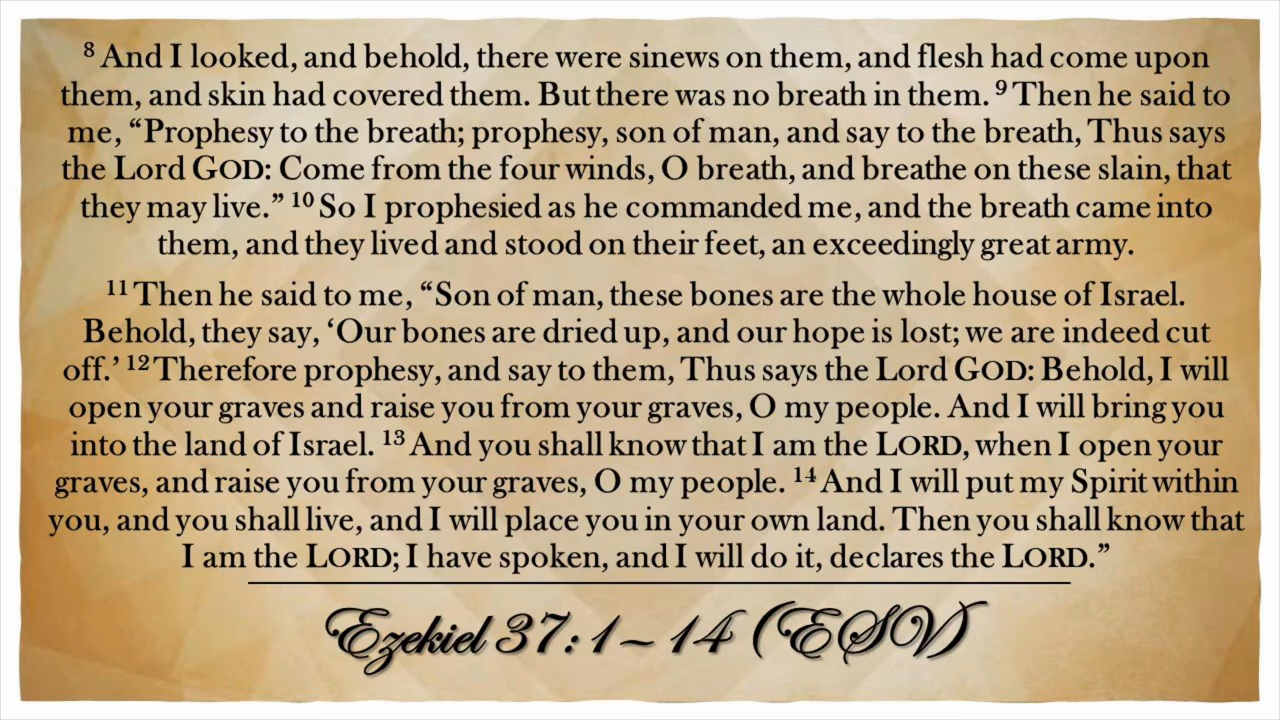 ⁸ And I looked, and behold, there were sinews on them, and flesh had come upon
them, and skin had covered them. But there was no breath in them. ⁹ Then he said to
me, “Prophesy to the breath; prophesy, son of man, and say to the breath, Thus says
the Lord GOD: Come from the four winds, O breath, and breathe on these slain, that
they may live.” ¹⁰ So I prophesied as he commanded me, and the breath came into
them, and they lived and stood on their feet, an exceedingly great army.
¹¹ Then he said to me, “Son of man, these bones are the whole house of Israel.
Behold, they say, ‘Our bones are dried up, and our hope is lost; we are indeed cut
off.’ ¹² Therefore prophesy, and say to them, Thus says the Lord GOD: Behold, I will
open your graves and raise you from your graves, O my people. And I will bring you
into the land of Israel. ¹³ And you shall know that I am the LORD, when I open your
graves, and raise you from your graves, O my people. ¹⁴ And I will put my Spirit within
you, and you shall live, and I will place you in your own land. Then you shall know that
I am the LORD; I have spoken, and I will do it, declares the LORD.”
Ezekiel 37:1–14 (ESV)